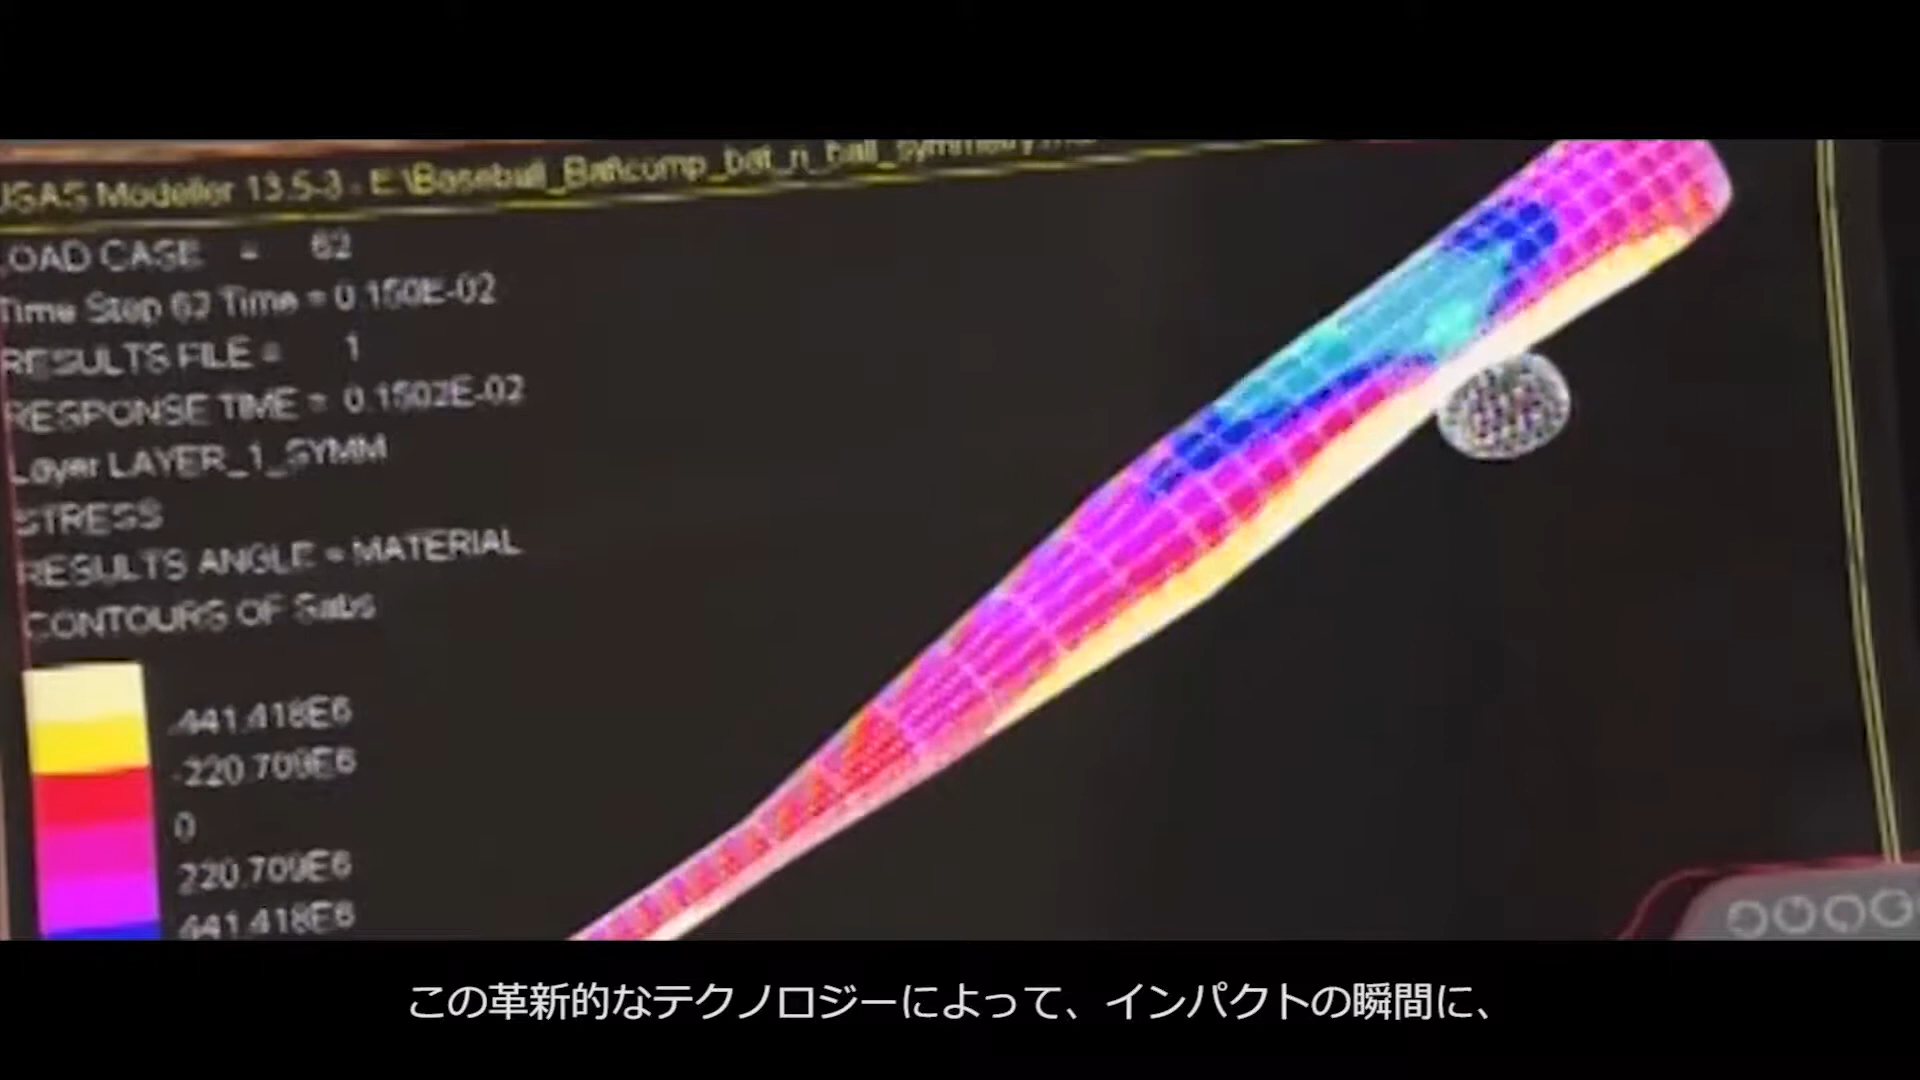 USAS Modeller 13.5-3 - E:\Baseball_Bat\comp_bat_n_ball_symmetry
LOAD CASE = 62
Time Step 62 Time = 0.150E-02
RESULTS FILE = 1
RESPONSE TIME = 0.1502E-02
Layer LAYER_1_SYMM
STRESS
RESULTS ANGLE = MATERIAL
CONTOURS OF Sabs
-441.418E6
-220.709E6
0
220.709E6
441.418E6
この革新的なテクノロジーによって、インパクトの瞬間に、